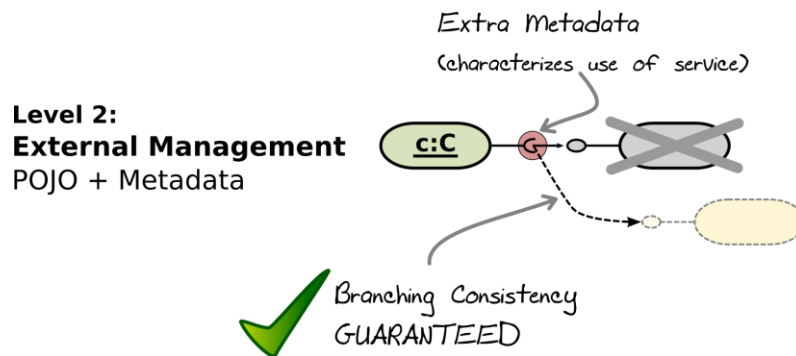 Extra Metadata
(characterizes use of service)
Level 2:
External Management
POJO + Metadata
c:C
Branching Consistency
GUARANTEED